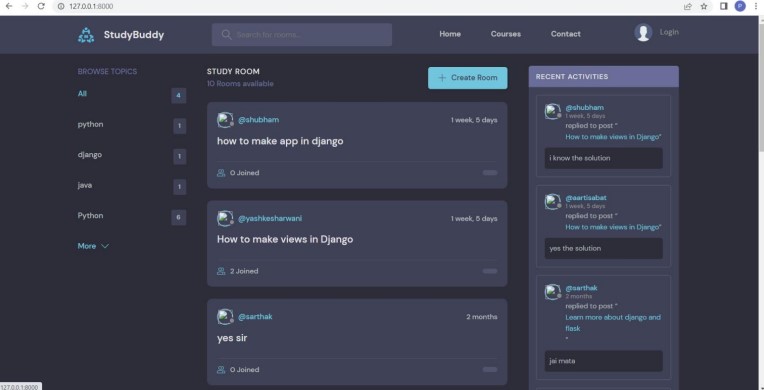 127.0.0.1:8000
P
StudyBuddy
Search for rooms...
Home
Courses
Contact
Login
BROWSE TOPICS
All 4
python 1
django 1
java 1
Python 6
More
STUDY ROOM
10 Rooms available
Create Room
@shubham 1 week, 5 days
how to make app in django
0 Joined
@yashkesharwani 1 week, 5 days
How to make views in Django
2 Joined
@sarthak 2 months
yes sir
0 Joined
RECENT ACTIVITIES
@shubham
1 week, 5 days
replied to post “
How to make views in Django”
i know the solution
@aartisabat
1 week, 5 days
replied to post “
How to make views in Django”
yes the solution
@sarthak
2 months
replied to post “
Learn more about django and
flask
”
jai mata
127.0.0.1:8000